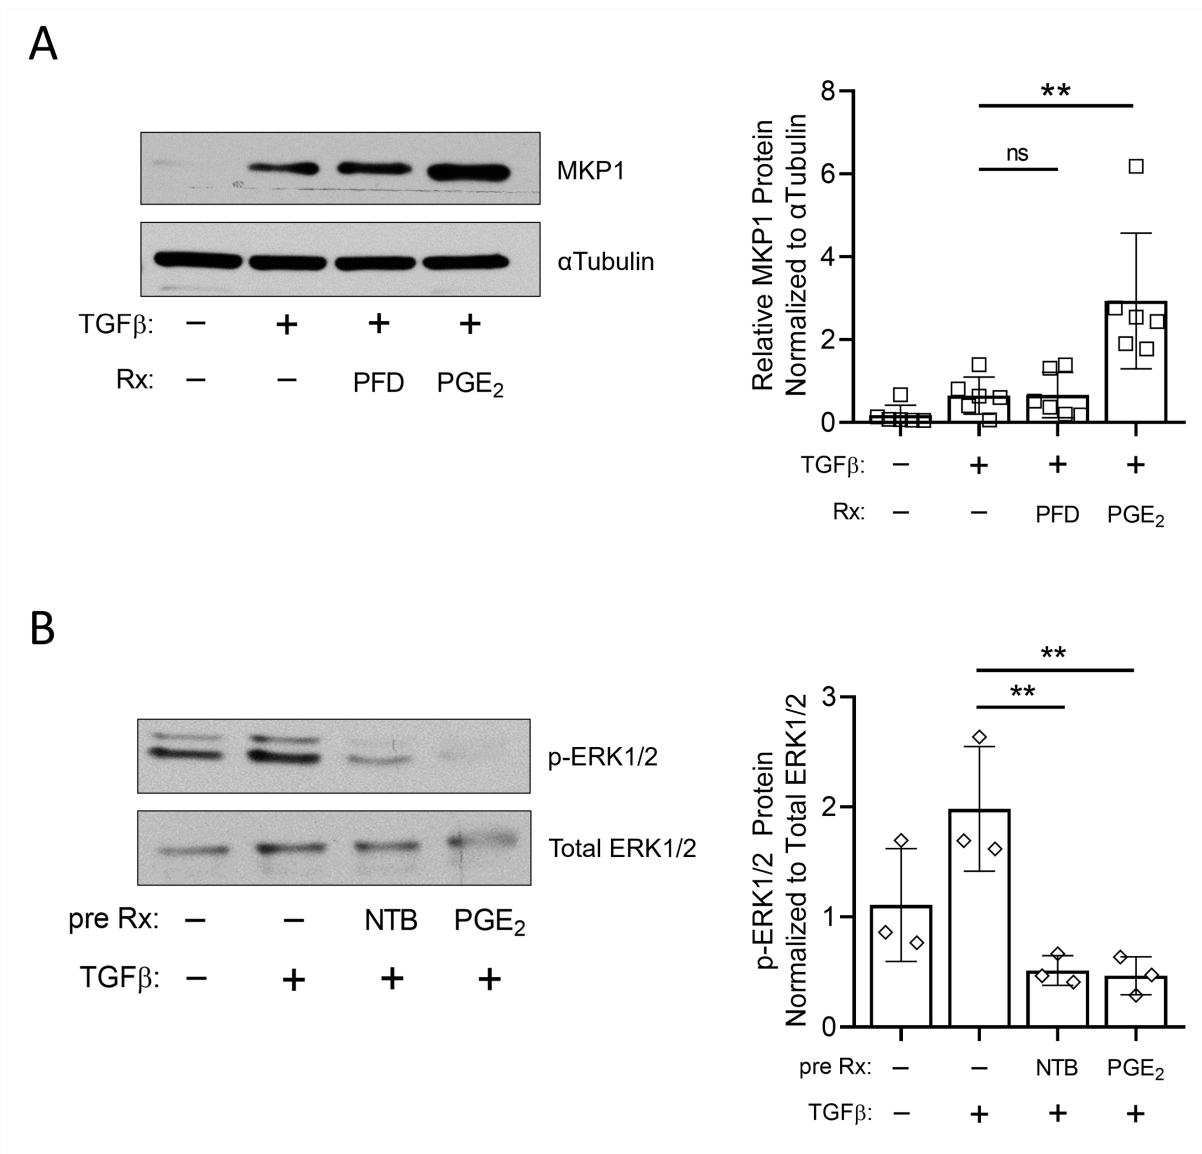 A
MKP1
αTubulin
TGFβ: – + + +
Rx: – – PFD PGE2
Relative MKP1 Protein
Normalized to αTubulin
8
6
4
2
0
**
ns
TGFβ: – + + +
Rx: – – PFD PGE2
B
p-ERK1/2
Total ERK1/2
pre Rx: – – NTB PGE2
TGFβ: – + + +
p-ERK1/2 Protein
Normalized to Total ERK1/2
3
2
1
0
**
**
pre Rx: – – NTB PGE2
TGFβ: – + + +